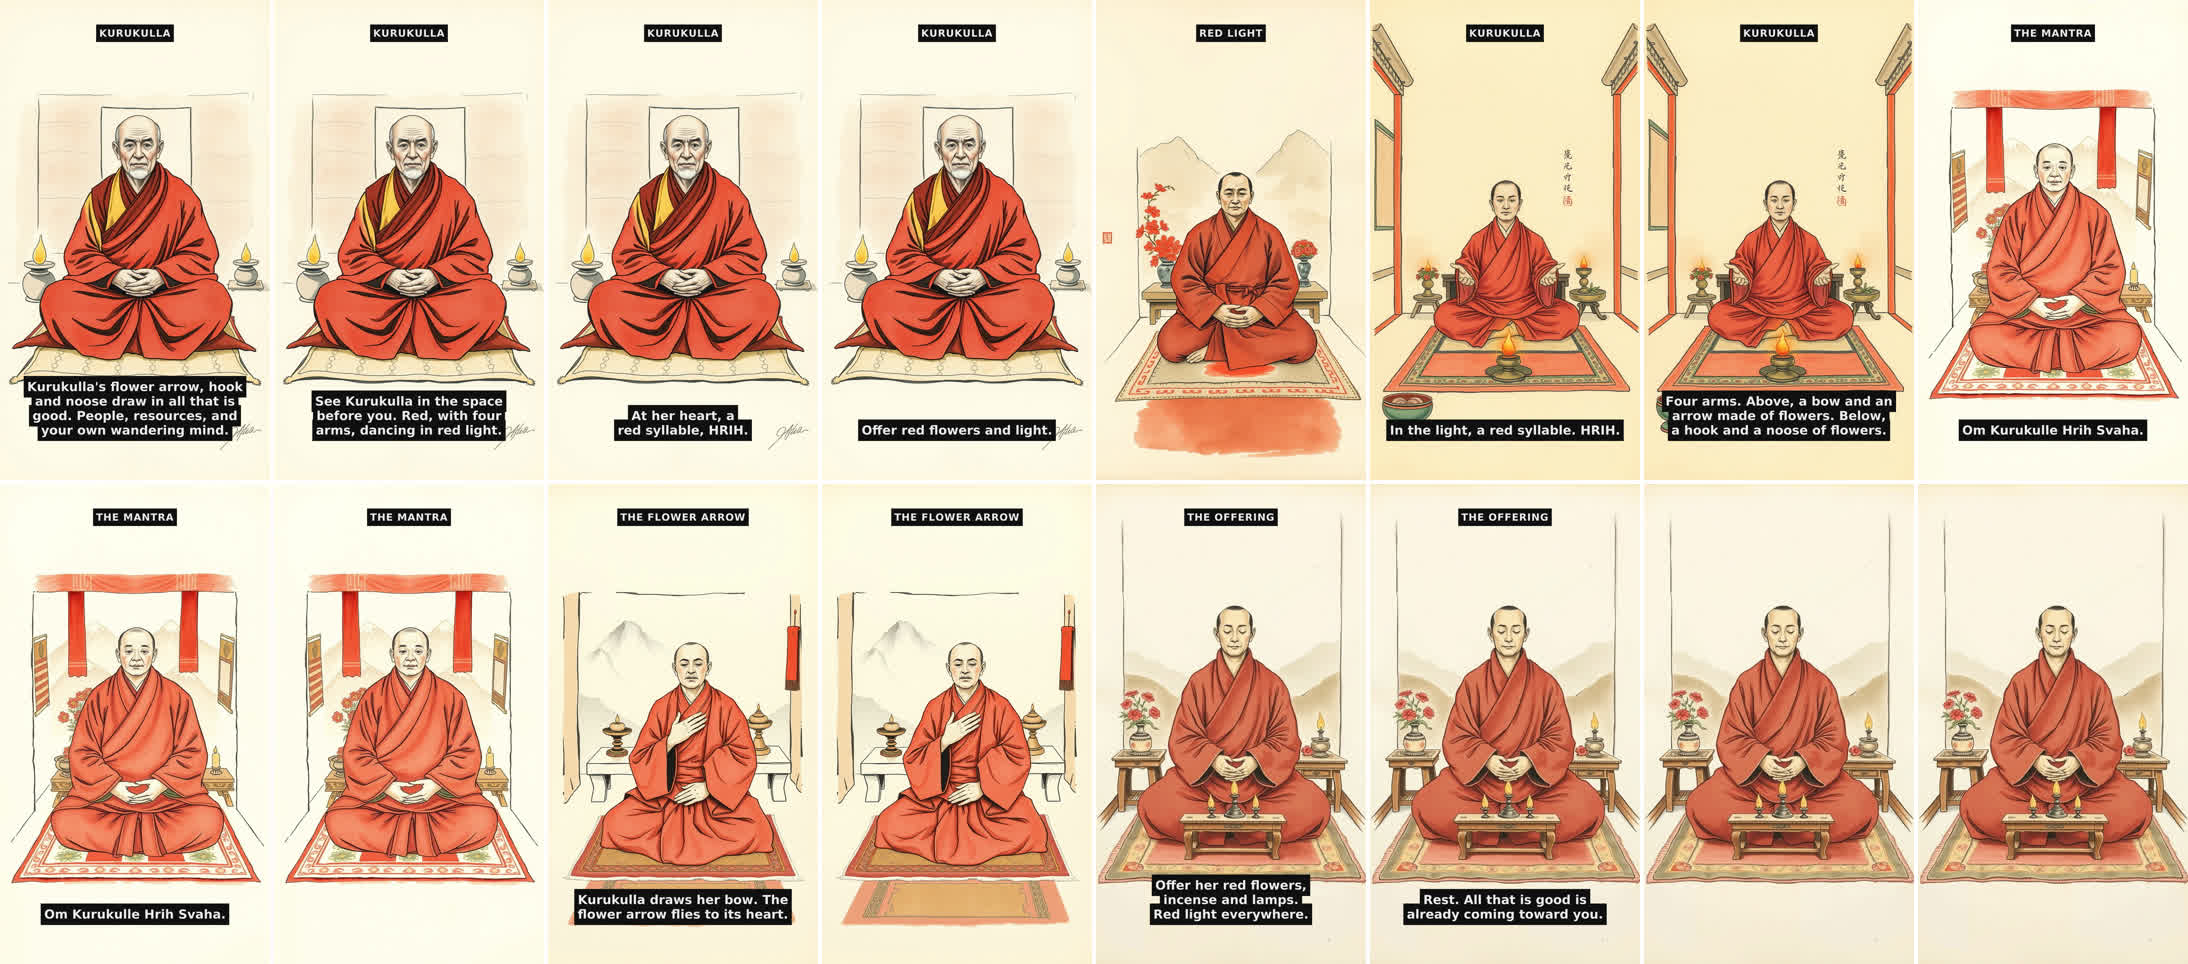 KURUKULLA
Kurukulla's flower arrow, hook
and noose draw in all that is
good. People, resources, and
your own wandering mind.
KURUKULLA
See Kurukulla in the space
before you. Red, with four
arms, dancing in red light.
KURUKULLA
At her heart, a
red syllable, HRIH.
KURUKULLA
Offer red flowers and light.
RED LIGHT
KURUKULLA
In the light, a red syllable. HRIH.
KURUKULLA
Four arms. Above, a bow and an
arrow made of flowers. Below,
a hook and a noose of flowers.
THE MANTRA
Om Kurukulle Hrih Svaha.
THE MANTRA
Om Kurukulle Hrih Svaha.
THE MANTRA
THE FLOWER ARROW
Kurukulla draws her bow. The
flower arrow flies to its heart.
THE FLOWER ARROW
THE OFFERING
Offer her red flowers,
incense and lamps.
Red light everywhere.
THE OFFERING
Rest. All that is good is
already coming toward you.